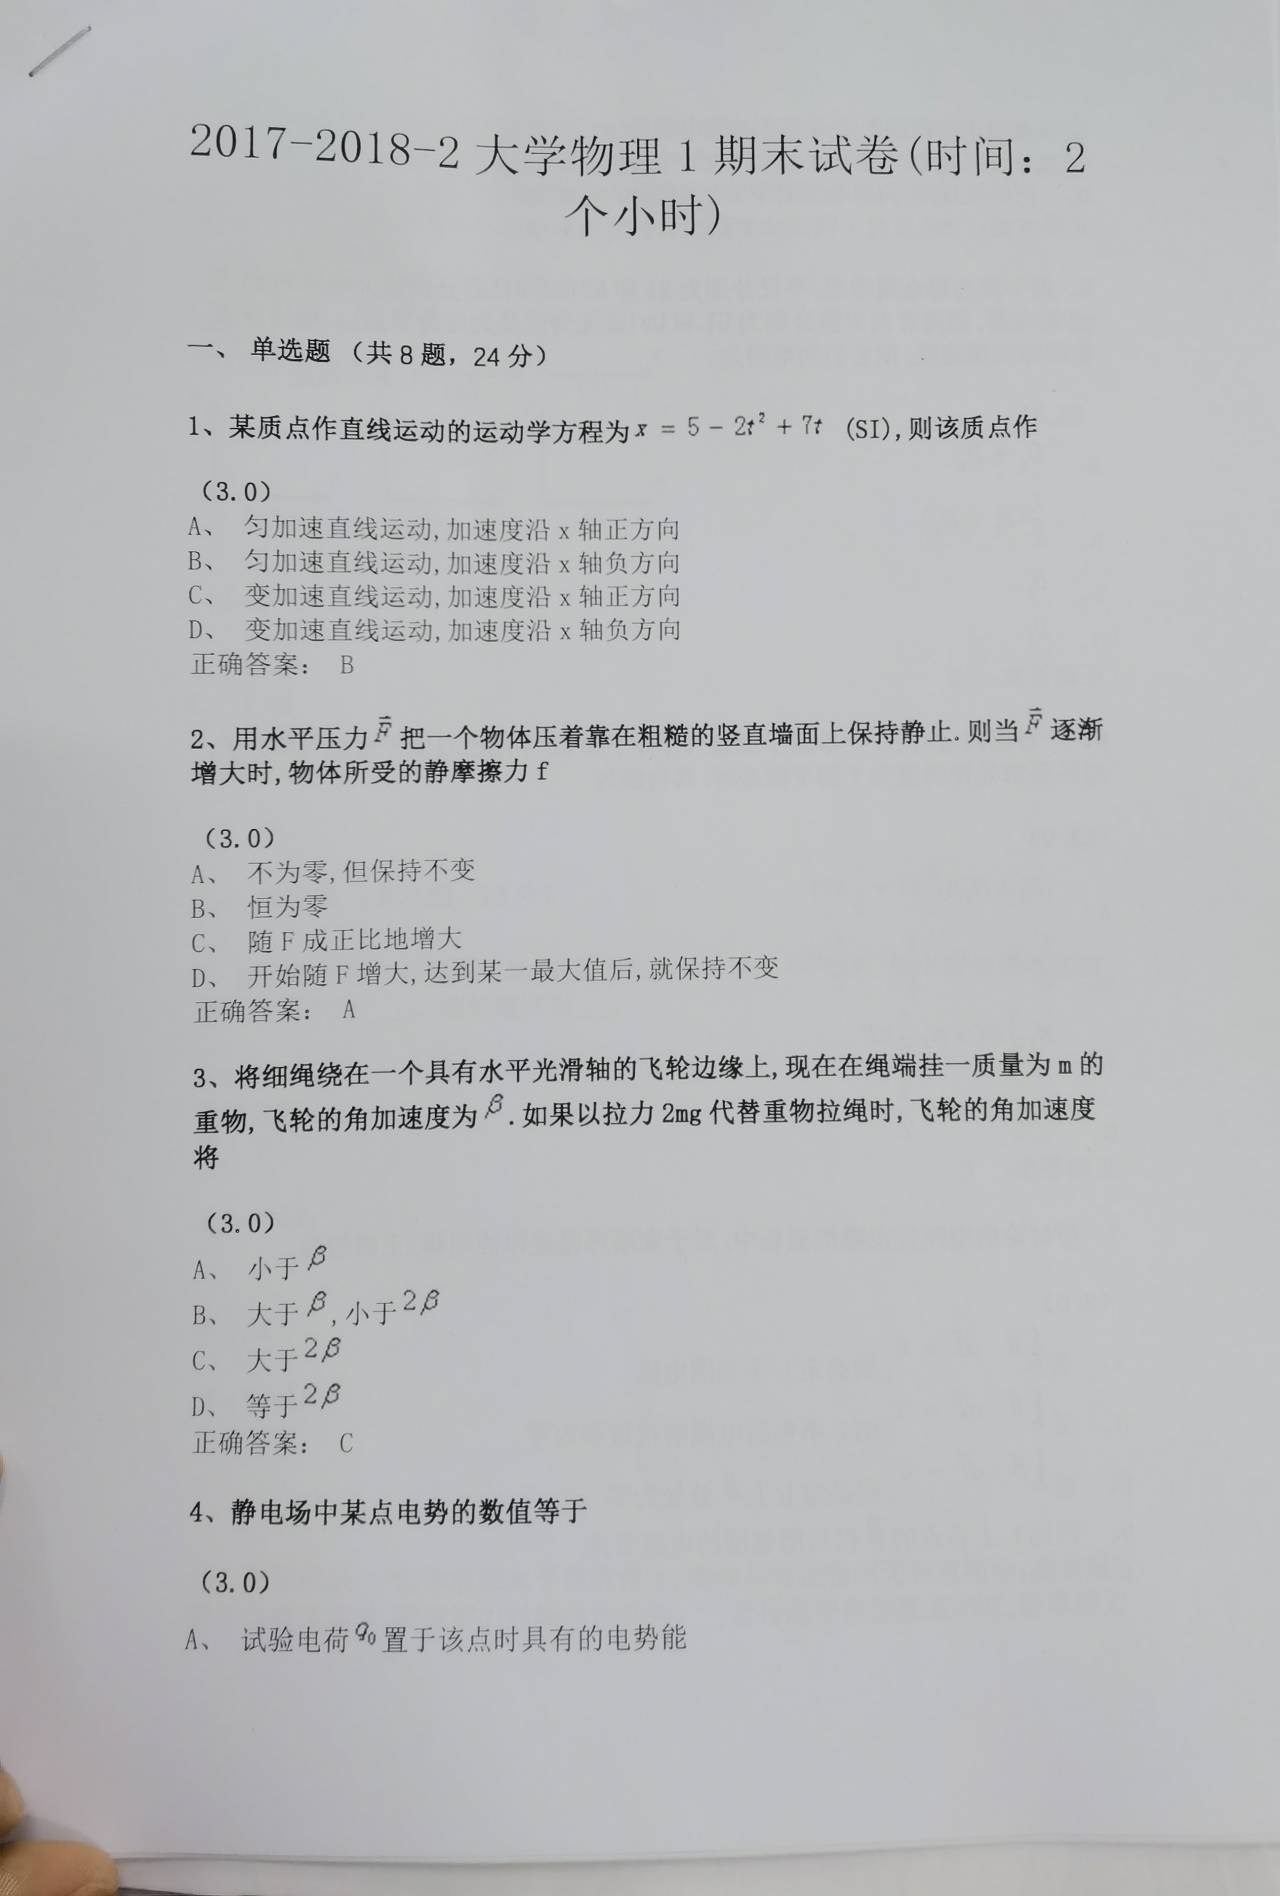 2017-2018-2 大学物理 1 期末试卷(时间：2
个小时)
一、 单选题 （共 8 题，24 分）
1、某质点作直线运动的运动学方程为 x = 5 − 2t² + 7t (SI),则该质点作
（3.0）
A、 匀加速直线运动,加速度沿 x 轴正方向
B、 匀加速直线运动,加速度沿 x 轴负方向
C、 变加速直线运动,加速度沿 x 轴正方向
D、 变加速直线运动,加速度沿 x 轴负方向
正确答案： B
2、用水平压力 F⃗ 把一个物体压着靠在粗糙的竖直墙面上保持静止.则当 F⃗ 逐渐
增大时,物体所受的静摩擦力 f
（3.0）
A、 不为零,但保持不变
B、 恒为零
C、 随 F 成正比地增大
D、 开始随 F 增大,达到某一最大值后,就保持不变
正确答案： A
3、将细绳绕在一个具有水平光滑轴的飞轮边缘上,现在在绳端挂一质量为 m 的
重物,飞轮的角加速度为 β.如果以拉力 2mg 代替重物拉绳时,飞轮的角加速度
将
（3.0）
A、 小于 β
B、 大于 β,小于 2β
C、 大于 2β
D、 等于 2β
正确答案： C
4、静电场中某点电势的数值等于
（3.0）
A、 试验电荷 q₀ 置于该点时具有的电势能